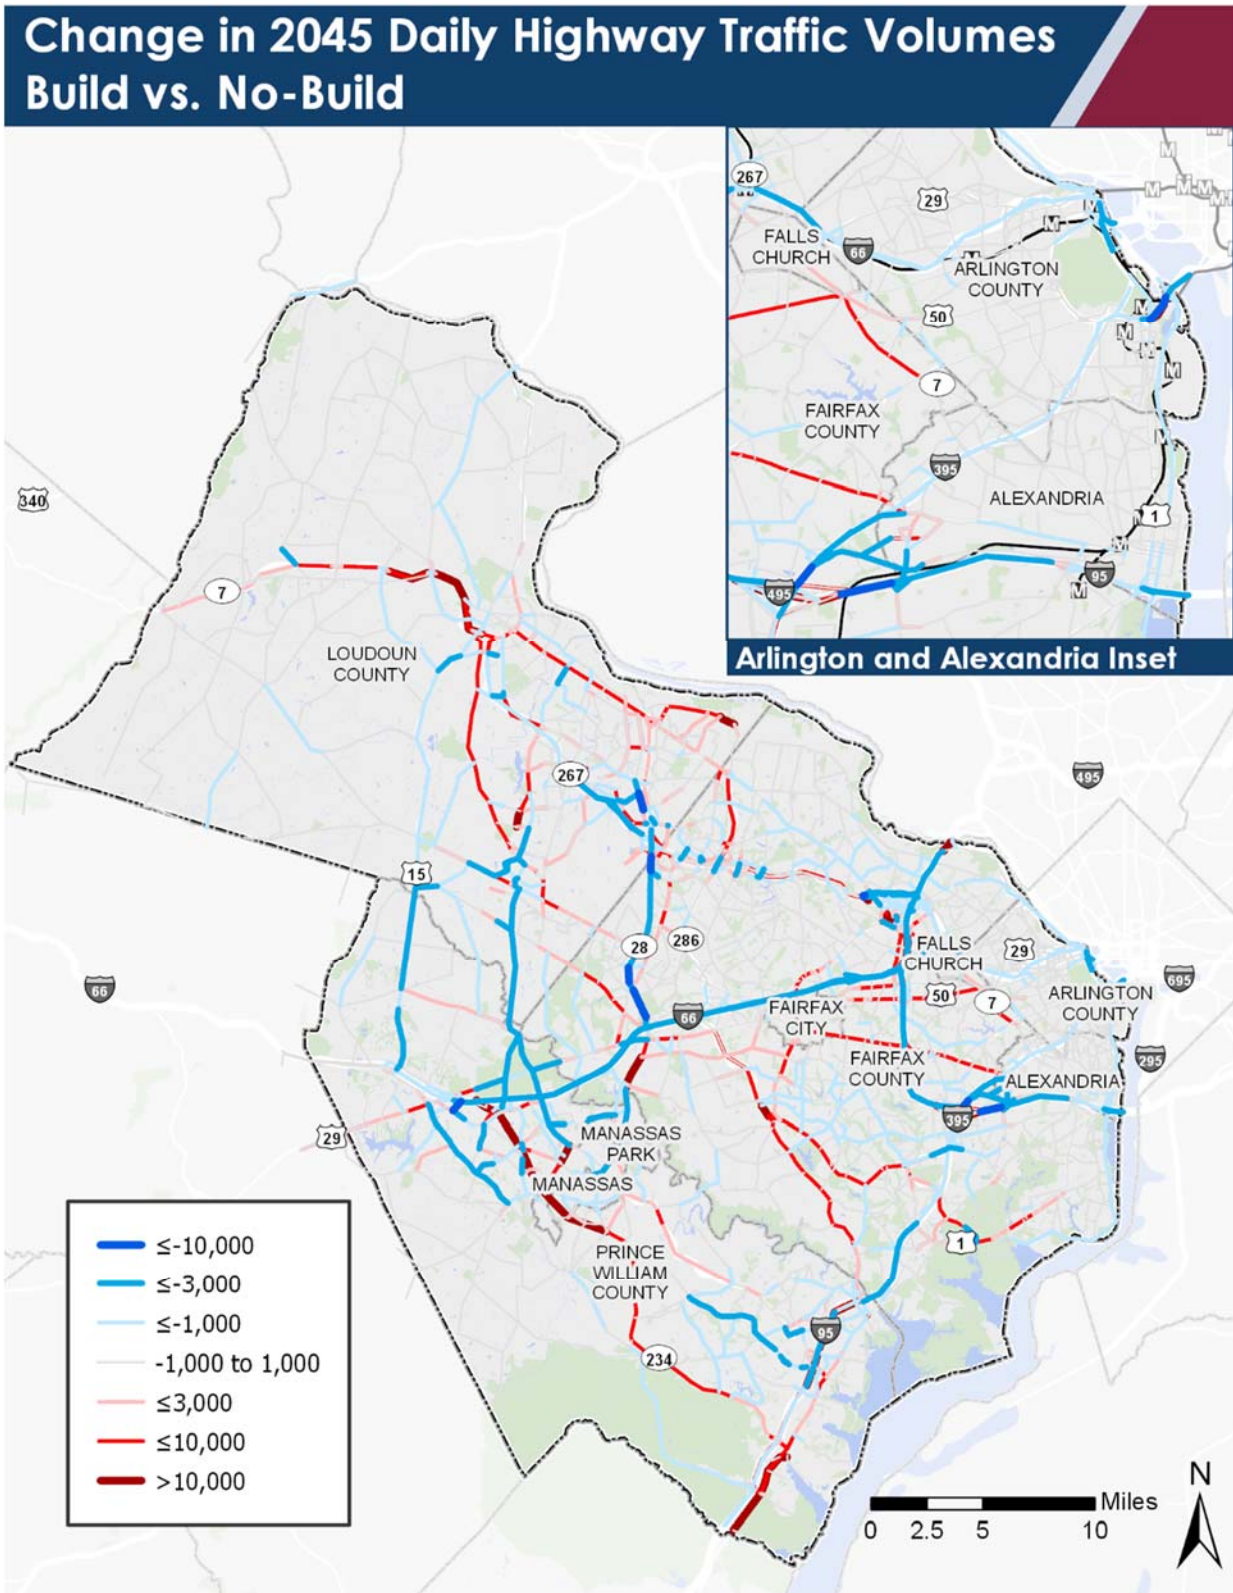 Change in 2045 Daily Highway Traffic Volumes
Build vs. No-Build
267
29
FALLS
CHURCH
66
ARLINGTON
COUNTY
50
7
FAIRFAX
COUNTY
395
ALEXANDRIA
1
95
495
M
M
M
M
M
M
M
M
M
M
M
M
M
M
Arlington and Alexandria Inset
340
7
LOUDOUN
COUNTY
267
495
15
28
286
FALLS
CHURCH
29
66
66
FAIRFAX
CITY
50
7
ARLINGTON
COUNTY
695
295
FAIRFAX
COUNTY
ALEXANDRIA
395
29
MANASSAS
PARK
MANASSAS
1
PRINCE
WILLIAM
COUNTY
95
234
≤-10,000
≤-3,000
≤-1,000
-1,000 to 1,000
≤3,000
≤10,000
>10,000
Miles
0 2.5 5 10
N